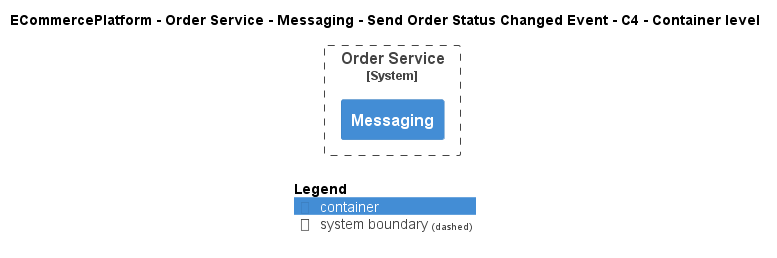 ECommercePlatform - Order Service - Messaging - Send Order Status Changed Event - C4 - Container level
Order Service
[System]
Messaging
Legend
container
system boundary (dashed)